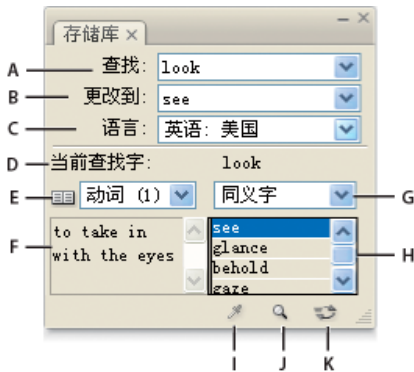 存储库 ×
A 查找: look
B 更改到: see
C 语言: 英语: 美国
D 当前查找字: look
E 动词 (1) 同义字 G
F to take in see H
with the eyes glance
behold
gaze
I J K